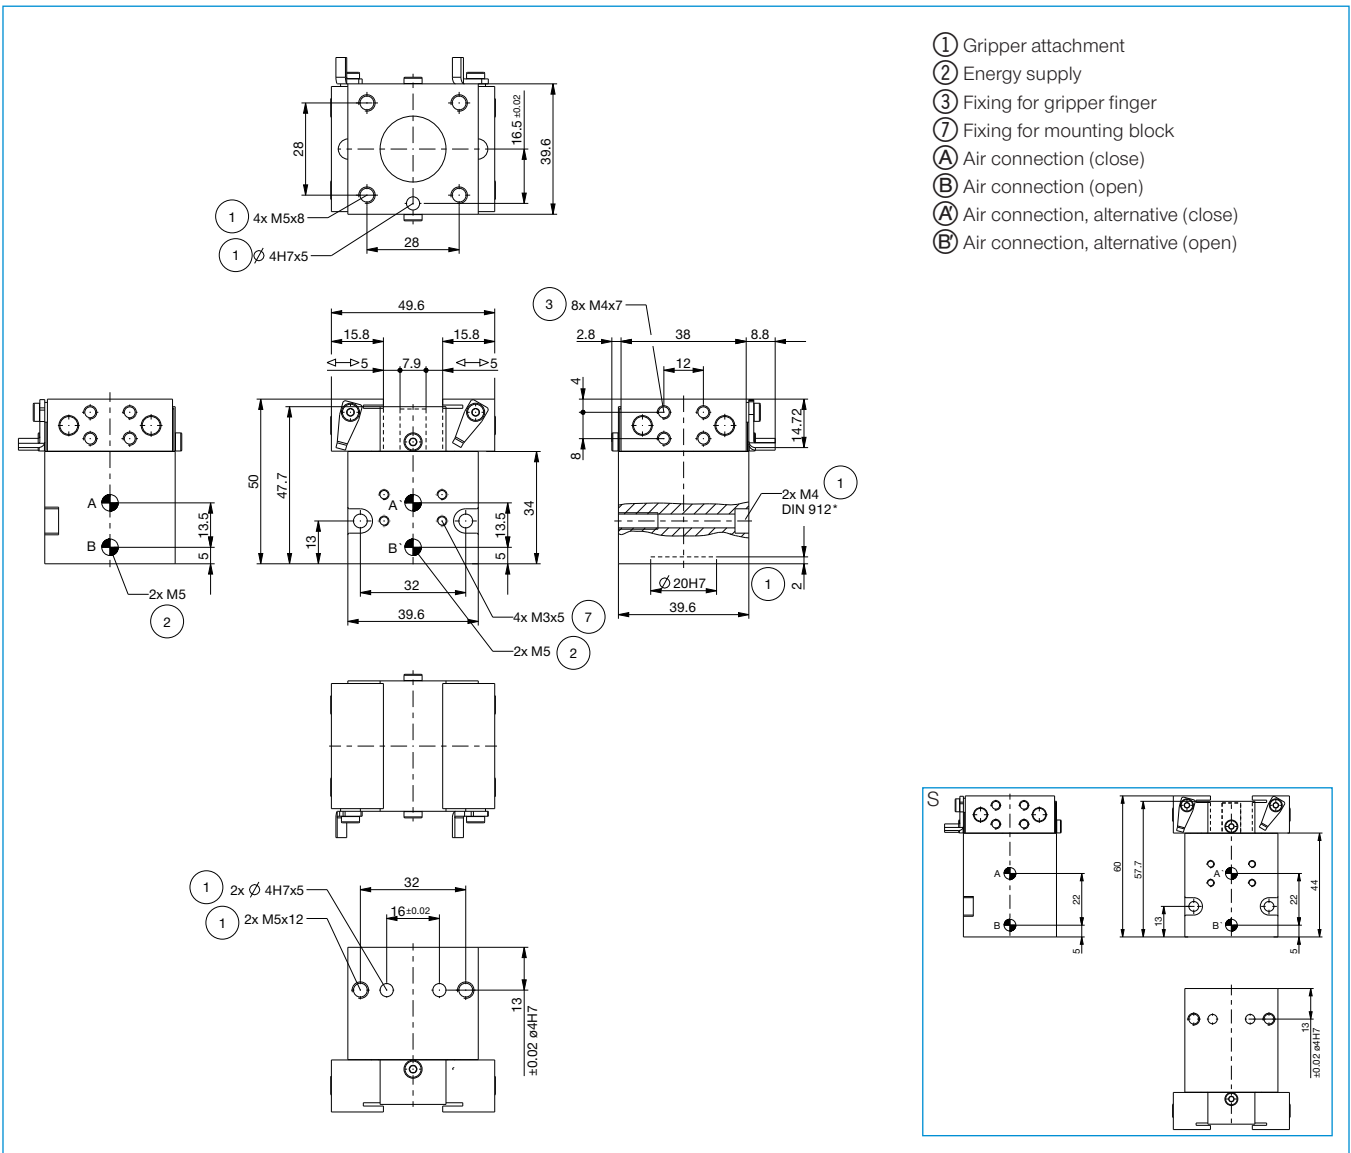 1 Gripper attachment
2 Energy supply
3 Fixing for gripper finger
7 Fixing for mounting block
A Air connection (close)
B Air connection (open)
A' Air connection, alternative (close)
B' Air connection, alternative (open)
28
16.5 ±0.02
39.6
1 4x M5x8
1 Ø 4H7x5
28
49.6
15.8
15.8
5
7.9
5
3 8x M4x7
2.8
38
8.8
12
4
8
14.72
A
B
13.5
5
2x M5
2
50
47.7
A`
B`
13
34
13.5
5
32
39.6
4x M3x5 7
2x M5 2
2x M4 1
DIN 912*
Ø 20H7
1
2
39.6
1 2x Ø 4H7x5
1 2x M5x12
32
16±0.02
13
±0.02 ø4H7
S
A
B
22
5
60
57.7
A`
B`
13
22
44
5
13
±0.02 ø4H7